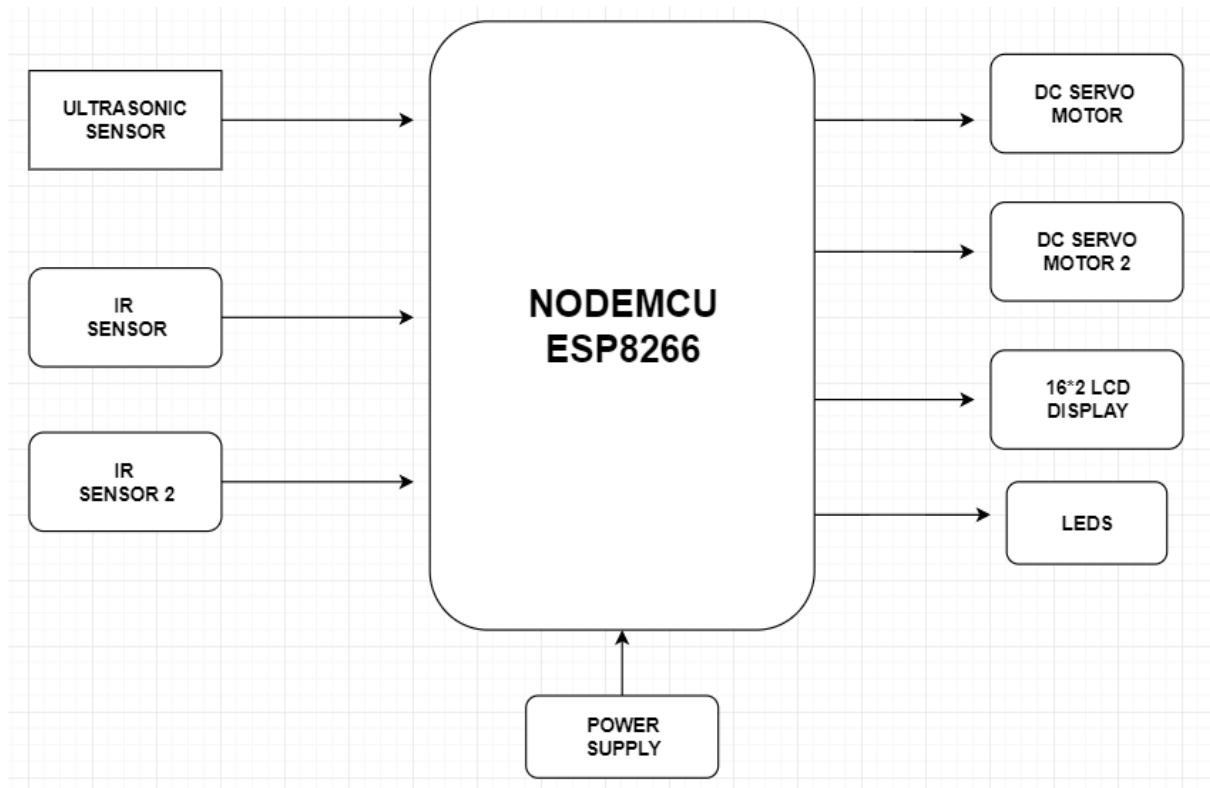 ULTRASONIC
SENSOR
IR
SENSOR
IR
SENSOR 2
NODEMCU
ESP8266
POWER
SUPPLY
DC SERVO
MOTOR
DC SERVO
MOTOR 2
16*2 LCD
DISPLAY
LEDS